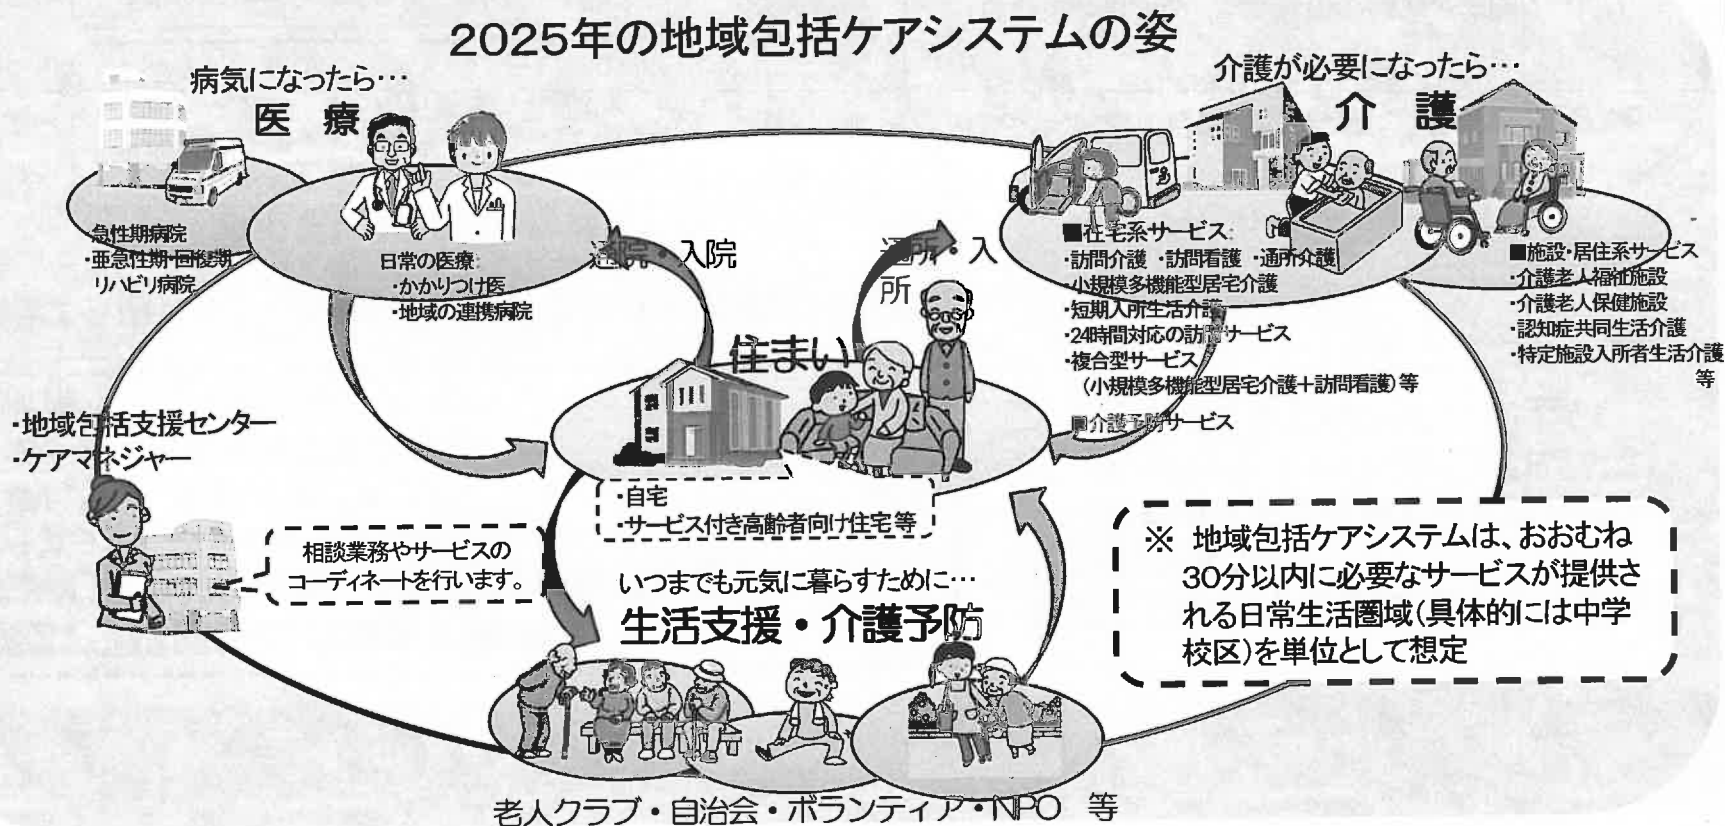 2025年の地域包括ケアシステムの姿
病気になったら…
医 療
介護が必要になったら…
介 護
・急性期病院
・亜急性期・回復期
リハビリ病院
日常の医療:
・かかりつけ医
・地域の連携病院
通院・入院
通所・入
所
■在宅系サービス:
・訪問介護 ・訪問看護 ・通所介護
・小規模多機能型居宅介護
・短期入所生活介護
・24時間対応の訪問サービス
・複合型サービス
(小規模多機能型居宅介護+訪問看護)等
■介護予防サービス
■施設・居住系サービス
・介護老人福祉施設
・介護老人保健施設
・認知症共同生活介護
・特定施設入所者生活介護
等
住まい
・自宅
・サービス付き高齢者向け住宅等
・地域包括支援センター
・ケアマネジャー
相談業務やサービスの
コーディネートを行います。
いつまでも元気に暮らすために…
生活支援・介護予防
※ 地域包括ケアシステムは、おおむね
30分以内に必要なサービスが提供さ
れる日常生活圏域(具体的には中学
校区)を単位として想定
老人クラブ・自治会・ボランティア・NPO 等